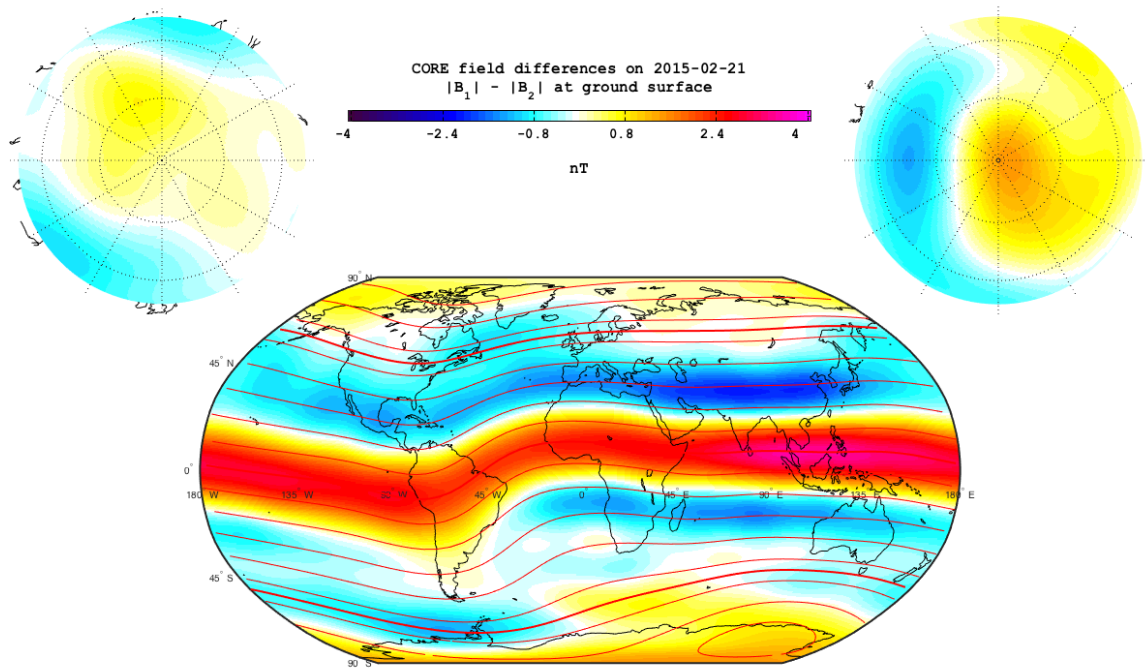 CORE field differences on 2015-02-21
|B1| - |B2| at ground surface
-4 -2.4 -0.8 0.8 2.4 4
nT
90° N
45° N
0°
180° W 135° W 45° W 0° 45° E 90° E 135° E 180° E
45° S
90° S